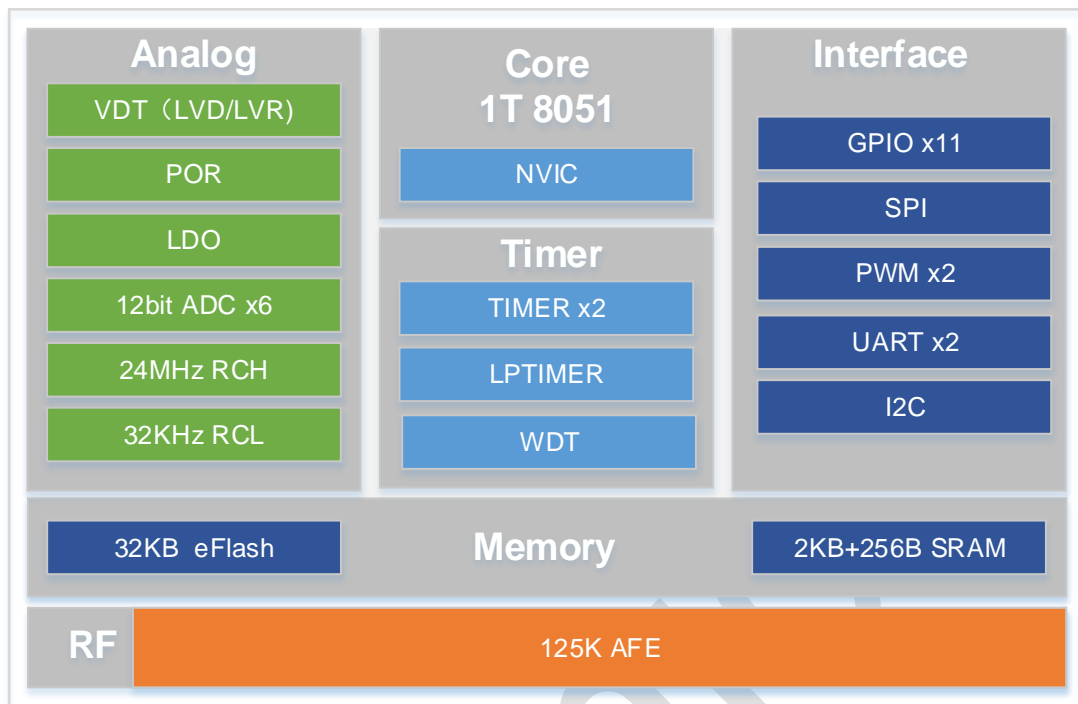 Analog
VDT（LVD/LVR)
POR
LDO
12bit ADC x6
24MHz RCH
32KHz RCL
Core
1T 8051
NVIC
Timer
TIMER x2
LPTIMER
WDT
Interface
GPIO x11
SPI
PWM x2
UART x2
I2C
32KB eFlash
Memory
2KB+256B SRAM
RF
125K AFE